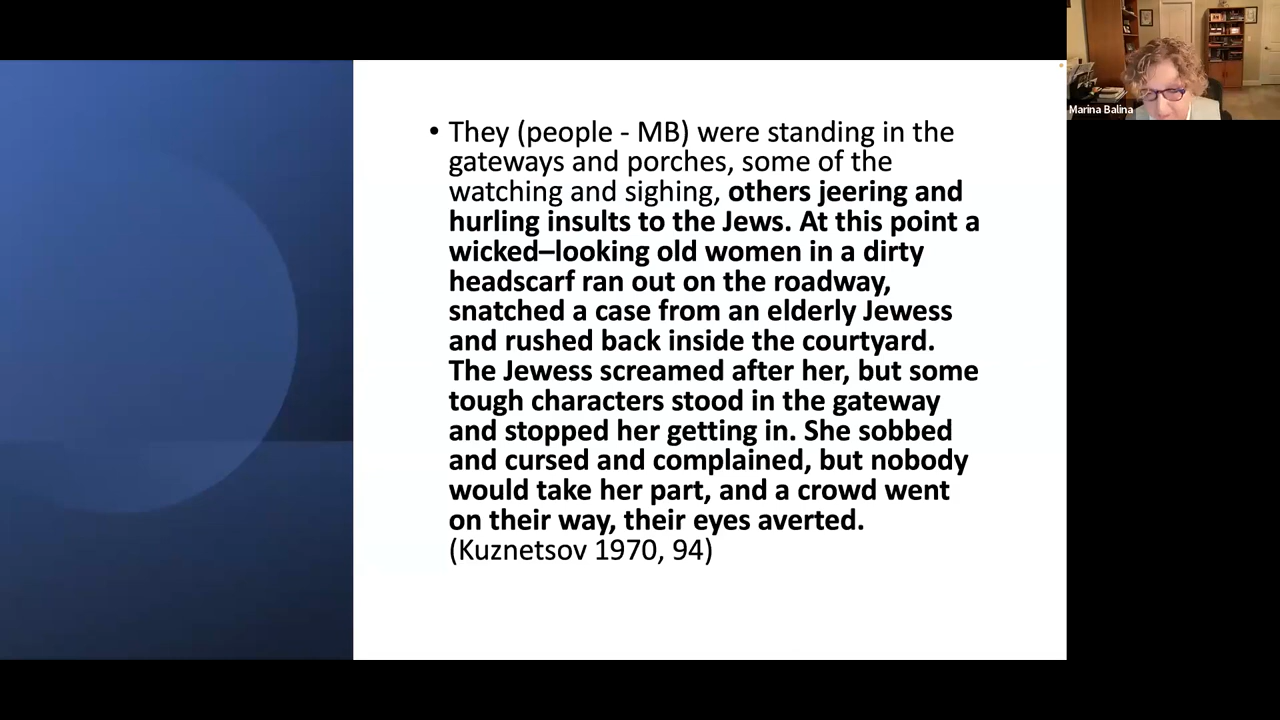 Marina Balina
• They (people - MB) were standing in the
gateways and porches, some of the
watching and sighing, others jeering and
hurling insults to the Jews. At this point a
wicked–looking old women in a dirty
headscarf ran out on the roadway,
snatched a case from an elderly Jewess
and rushed back inside the courtyard.
The Jewess screamed after her, but some
tough characters stood in the gateway
and stopped her getting in. She sobbed
and cursed and complained, but nobody
would take her part, and a crowd went
on their way, their eyes averted.
(Kuznetsov 1970, 94)